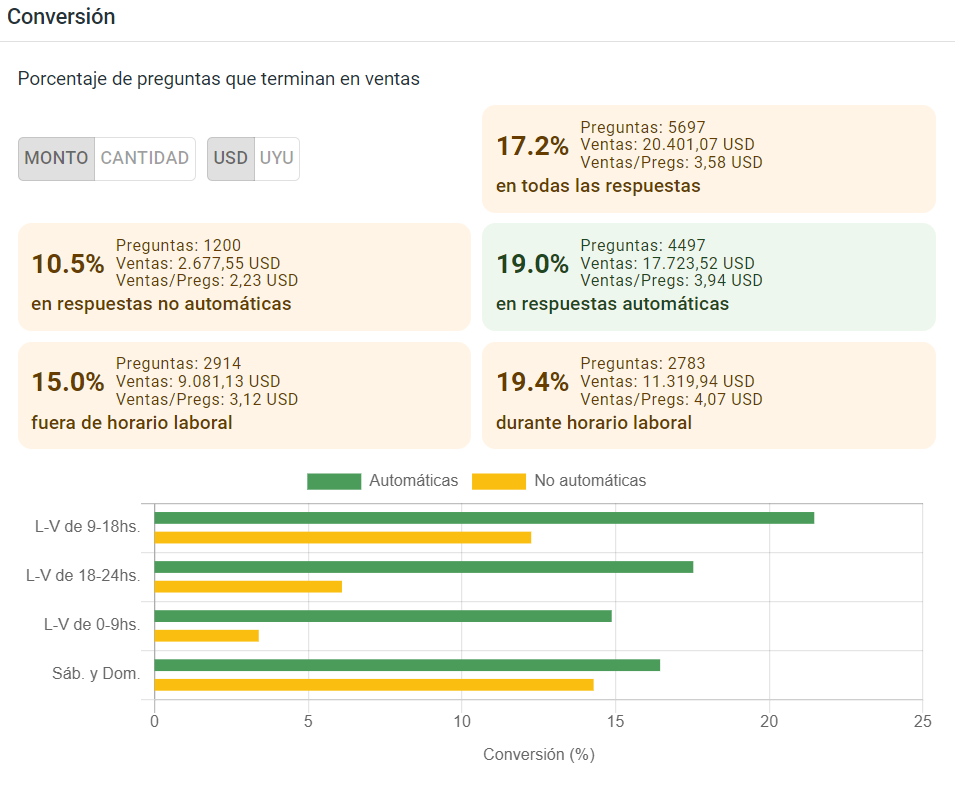 Conversión
Porcentaje de preguntas que terminan en ventas
MONTO CANTIDAD USD UYU
17.2% Preguntas: 5697
Ventas: 20.401,07 USD
Ventas/Pregs: 3,58 USD
en todas las respuestas
10.5% Preguntas: 1200
Ventas: 2.677,55 USD
Ventas/Pregs: 2,23 USD
en respuestas no automáticas
19.0% Preguntas: 4497
Ventas: 17.723,52 USD
Ventas/Pregs: 3,94 USD
en respuestas automáticas
15.0% Preguntas: 2914
Ventas: 9.081,13 USD
Ventas/Pregs: 3,12 USD
fuera de horario laboral
19.4% Preguntas: 2783
Ventas: 11.319,94 USD
Ventas/Pregs: 4,07 USD
durante horario laboral
Automáticas No automáticas
L-V de 9-18hs.
L-V de 18-24hs.
L-V de 0-9hs.
Sáb. y Dom.
0 5 10 15 20 25
Conversión (%)